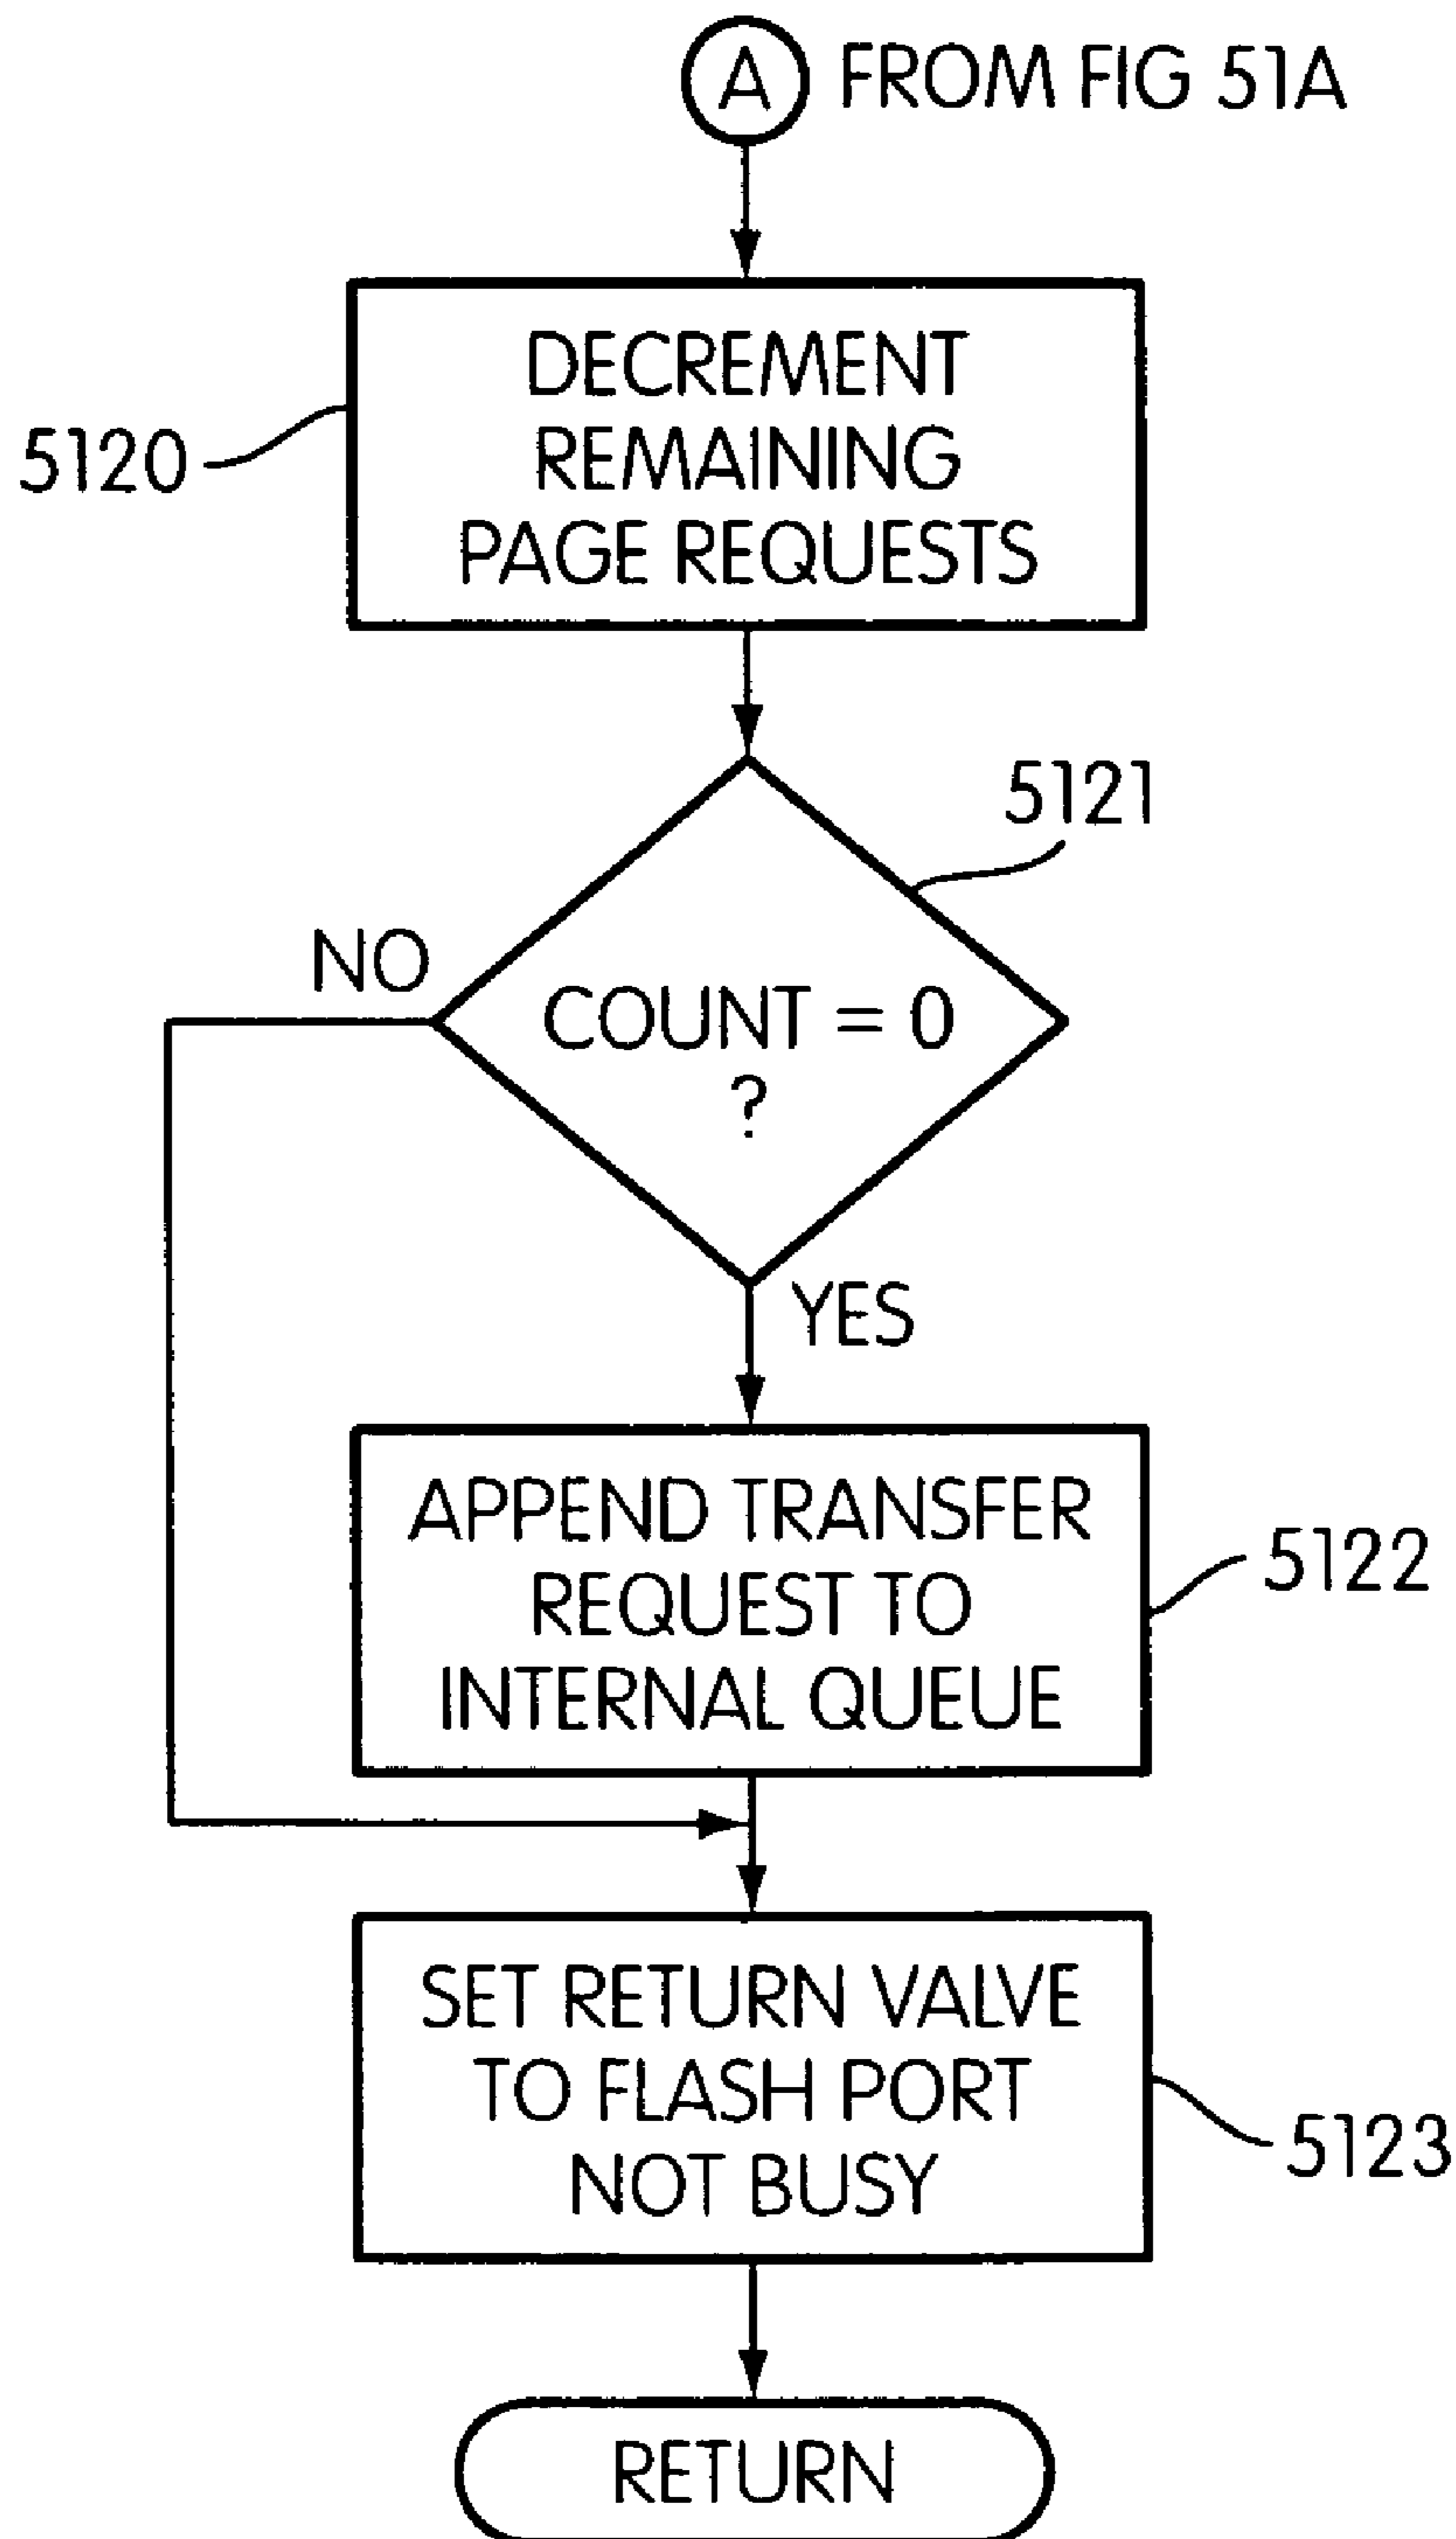 A FROM FIG 51A
DECREMENT
REMAINING
PAGE REQUESTS
5120
5121
NO
COUNT = 0
?
YES
APPEND TRANSFER
REQUEST TO
INTERNAL QUEUE
5122
SET RETURN VALVE
TO FLASH PORT
NOT BUSY
5123
RETURN